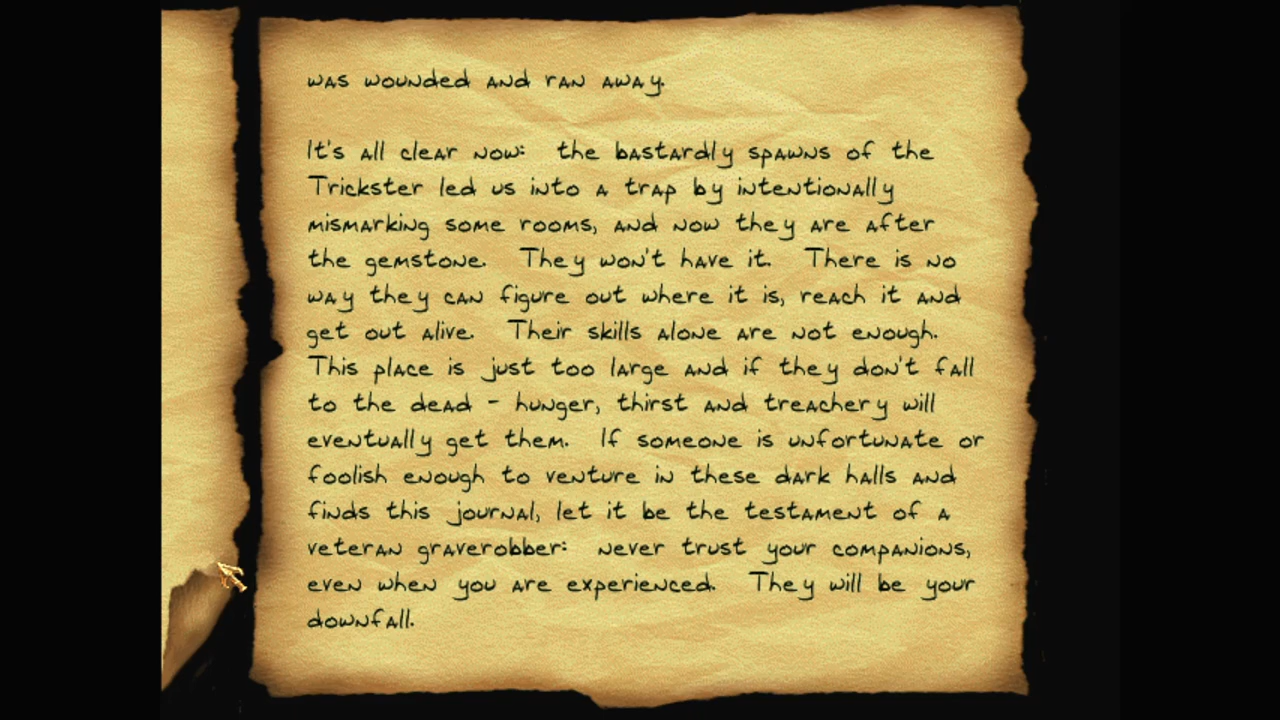 was wounded and ran away.
It's all clear now: the bastardly spawns of the
Trickster led us into a trap by intentionally
mismarking some rooms, and now they are after
the gemstone. They won't have it. There is no
way they can figure out where it is, reach it and
get out alive. Their skills alone are not enough.
This place is just too large and if they don't fall
to the dead - hunger, thirst and treachery will
eventually get them. If someone is unfortunate or
foolish enough to venture in these dark halls and
finds this journal, let it be the testament of a
veteran graverobber: never trust your companions,
even when you are experienced. They will be your
downfall.